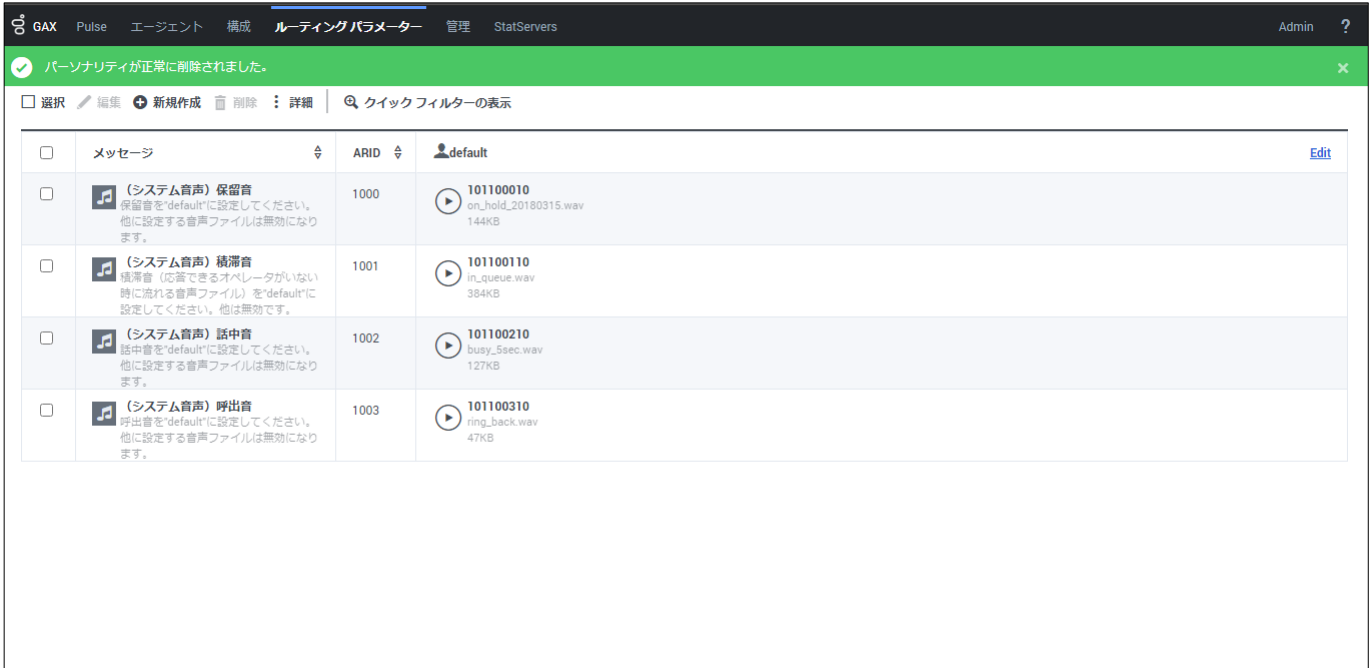 GAX Pulse エージェント 構成 ルーティング パラメーター 管理 StatServers Admin ?
パーソナリティが正常に削除されました。 ×
選択 編集 新規作成 削除 詳細 クイック フィルターの表示
メッセージ ARID default Edit
（システム音声）保留音 1000 101100010
保留音を"default"に設定してください。 on_hold_20180315.wav
他に設定する音声ファイルは無効になり 144KB
ます。
（システム音声）積滞音 1001 101100110
積滞音（応答できるオペレータがいない in_queue.wav
時に流れる音声ファイル）を"default"に 384KB
設定してください。他は無効です。
（システム音声）話中音 1002 101100210
話中音を"default"に設定してください。 busy_5sec.wav
他に設定する音声ファイルは無効になり 127KB
ます。
（システム音声）呼出音 1003 101100310
呼出音を"default"に設定してください。 ring_back.wav
他に設定する音声ファイルは無効になり 47KB
ます。